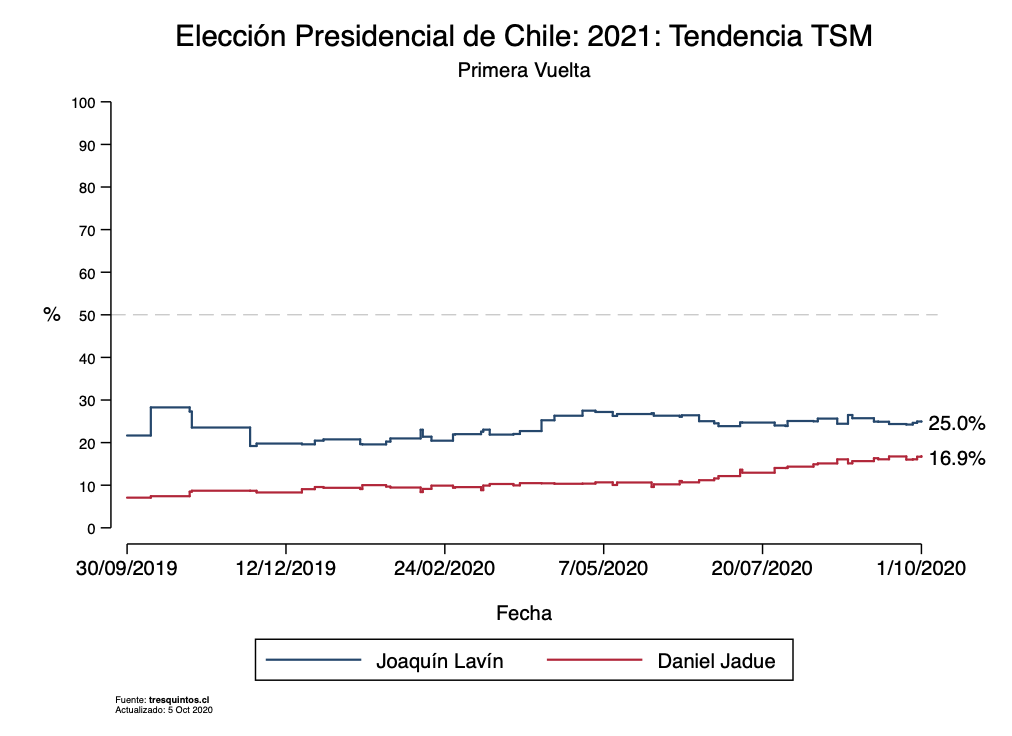 Elección Presidencial de Chile: 2021: Tendencia TSM
Primera Vuelta
100
90
80
70
60
% 50
40
30
20
10
0
25.0%
16.9%
30/09/2019 12/12/2019 24/02/2020 7/05/2020 20/07/2020 1/10/2020
Fecha
Joaquín Lavín Daniel Jadue
Fuente: tresquintos.cl
Actualizado: 5 Oct 2020